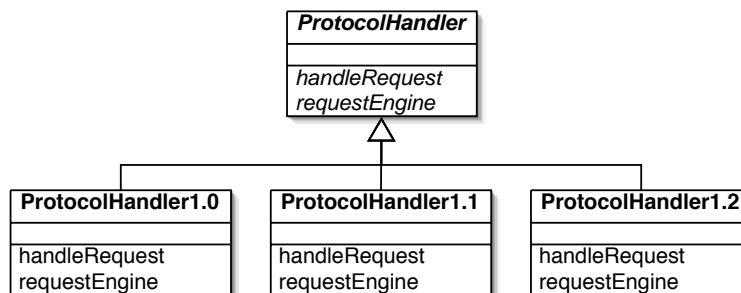 ProtocolHandler
handleRequest
requestEngine
ProtocolHandler1.0
handleRequest
requestEngine
ProtocolHandler1.1
handleRequest
requestEngine
ProtocolHandler1.2
handleRequest
requestEngine